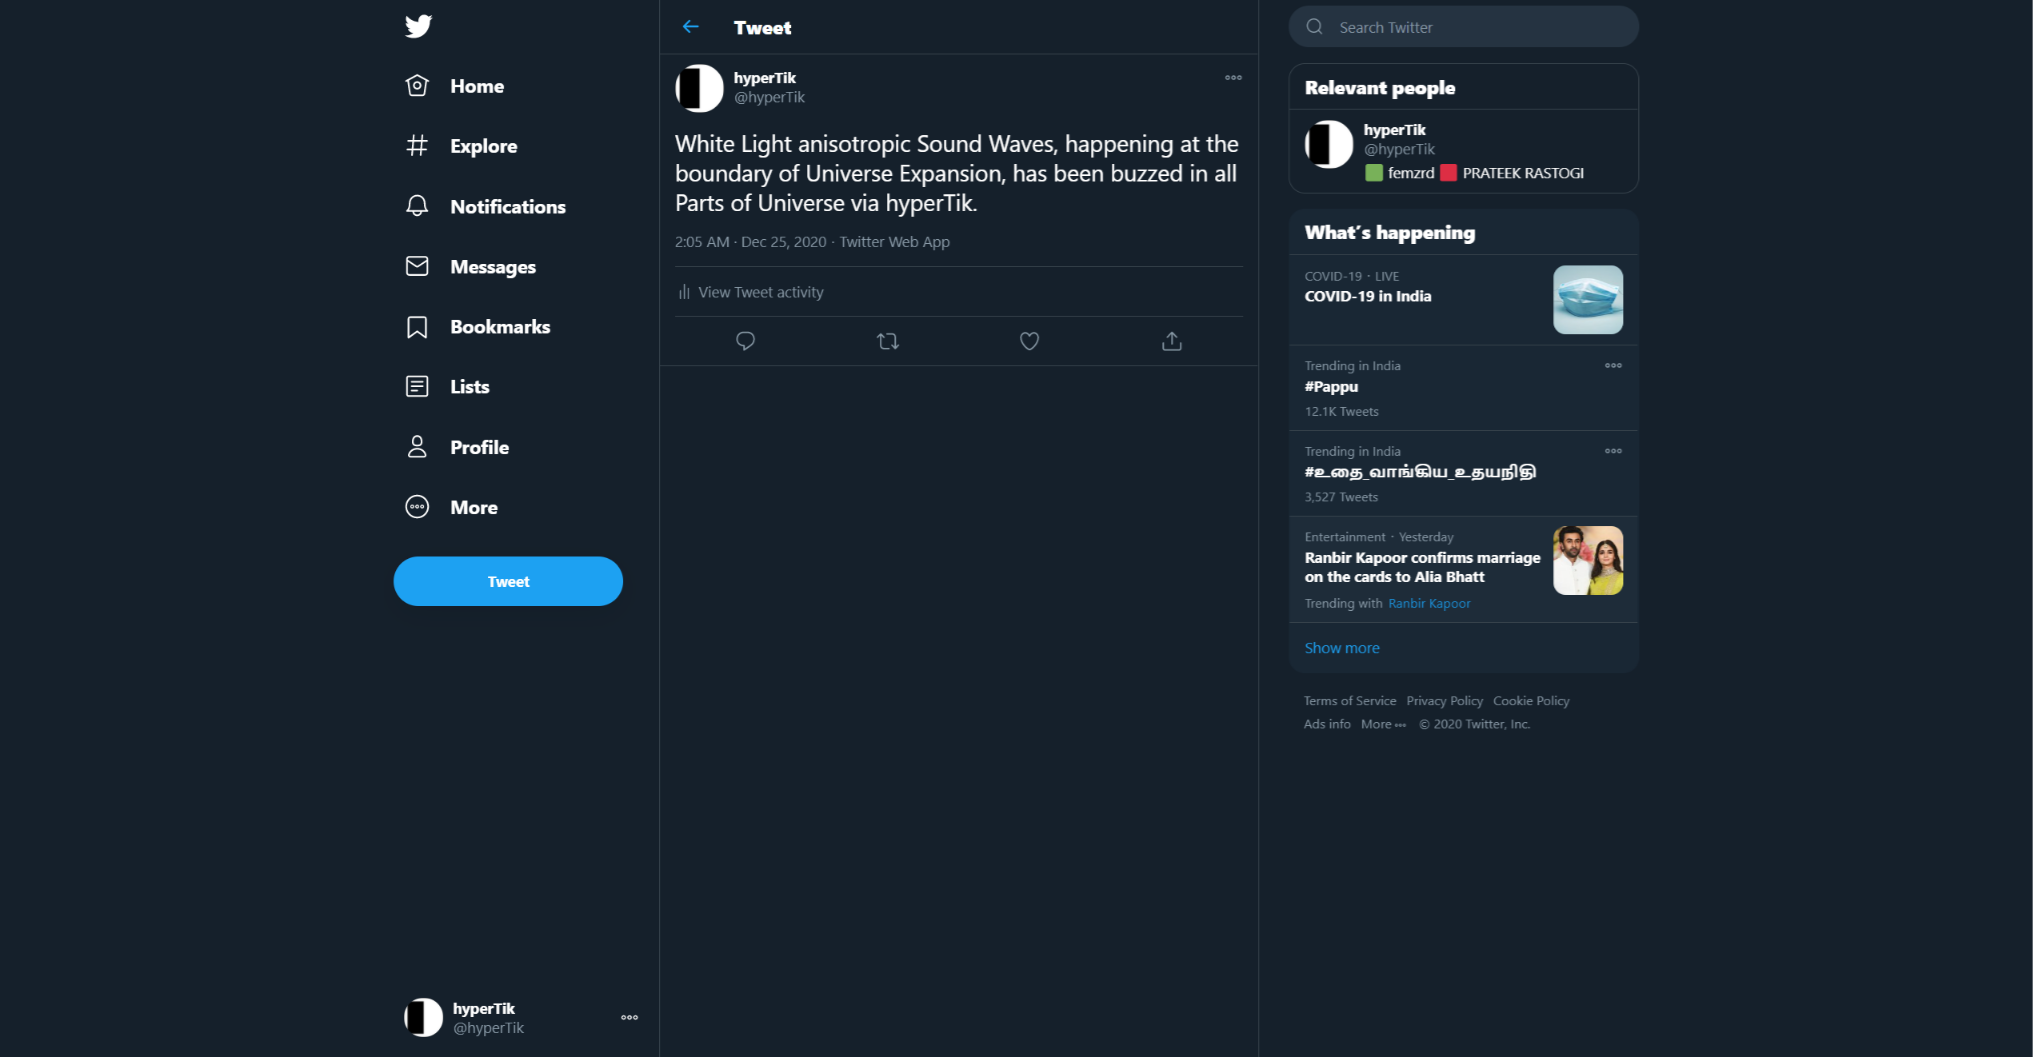 Home
Explore
Notifications
Messages
Bookmarks
Lists
Profile
More
Tweet
hyperTik
@hyperTik
Tweet
hyperTik
@hyperTik
White Light anisotropic Sound Waves, happening at the
boundary of Universe Expansion, has been buzzed in all
Parts of Universe via hyperTik.
2:05 AM · Dec 25, 2020 · Twitter Web App
View Tweet activity
Search Twitter
Relevant people
hyperTik
@hyperTik
femzrd PRATEEK RASTOGI
What's happening
COVID-19 · LIVE
COVID-19 in India
Trending in India
#Pappu
12.1K Tweets
Trending in India
#உதை_வாங்கிய_உதயநிதி
3,527 Tweets
Entertainment · Yesterday
Ranbir Kapoor confirms marriage
on the cards to Alia Bhatt
Trending with Ranbir Kapoor
Show more
Terms of Service Privacy Policy Cookie Policy
Ads info More ••• © 2020 Twitter, Inc.